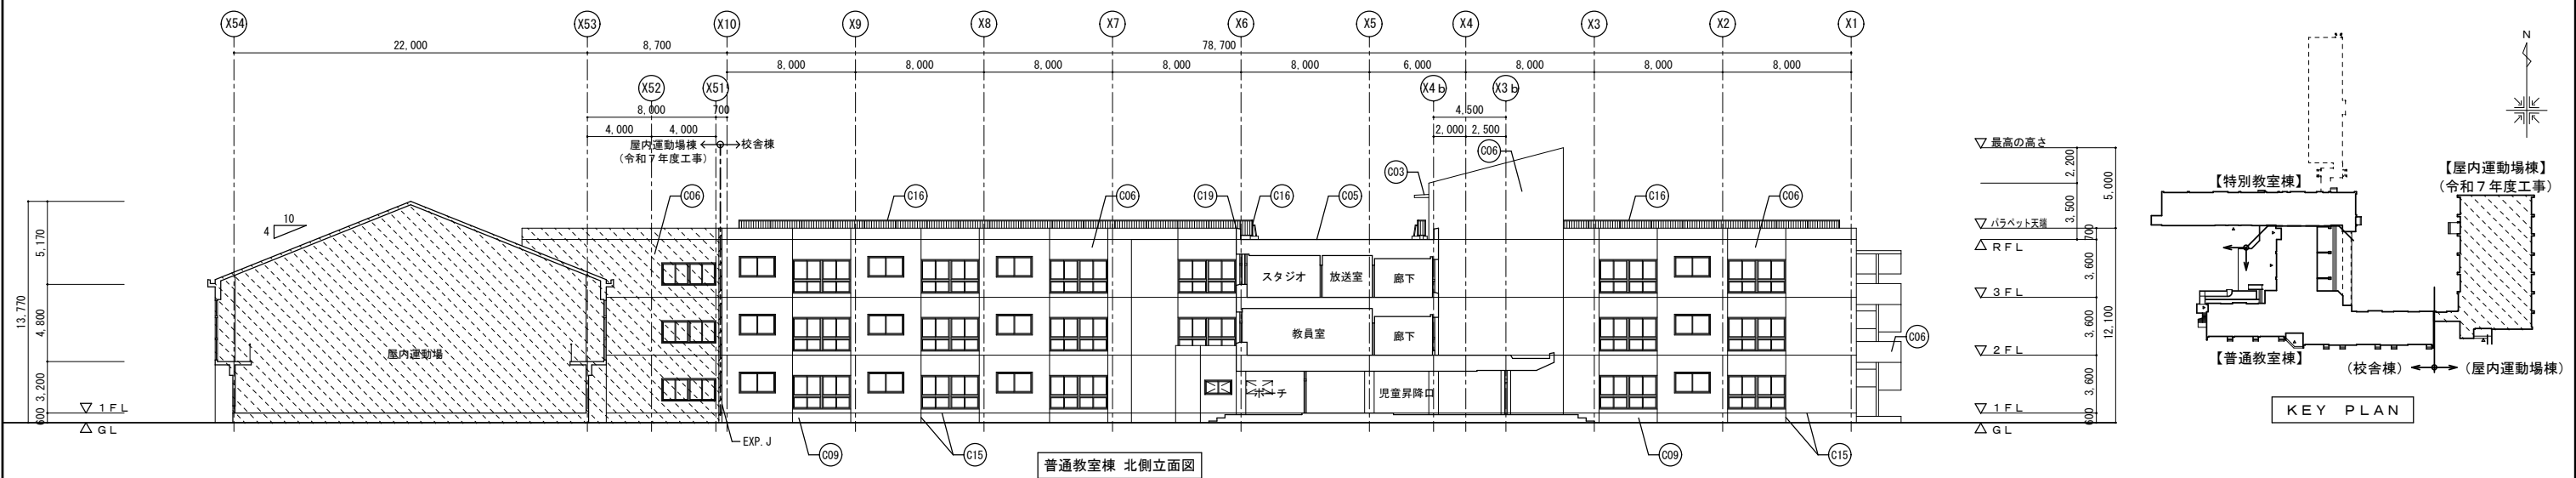 X54
X53
X10
X9
X8
X7
X6
X5
X4
X3
X2
X1
22,000
8,700
78,700
8,000
8,000
8,000
8,000
8,000
6,000
8,000
8,000
8,000
X52
X51
X4b
X3b
8,000
700
4,500
4,000
4,000
2,000
2,500
屋内運動場棟
校舎棟
(令和7年度工事)
C06
C16
C06
C19
C16
C05
C03
C06
C16
C06
10
4
13,770
5,170
4,800
3,200
600
▽ 1FL
△ GL
屋内運動場
スタジオ
放送室
廊下
教員室
廊下
ポーチ
児童昇降口
C06
EXP.J
C09
C15
C09
C15
普通教室棟 北側立面図
▽ 最高の高さ
▽ パラペット天端
△ RFL
▽ 3FL
▽ 2FL
▽ 1FL
△ GL
2,200
3,500
700
3,600
3,600
3,600
600
5,000
12,100
N
【特別教室棟】
【屋内運動場棟】
(令和7年度工事)
【普通教室棟】
(校舎棟)
(屋内運動場棟)
KEY PLAN